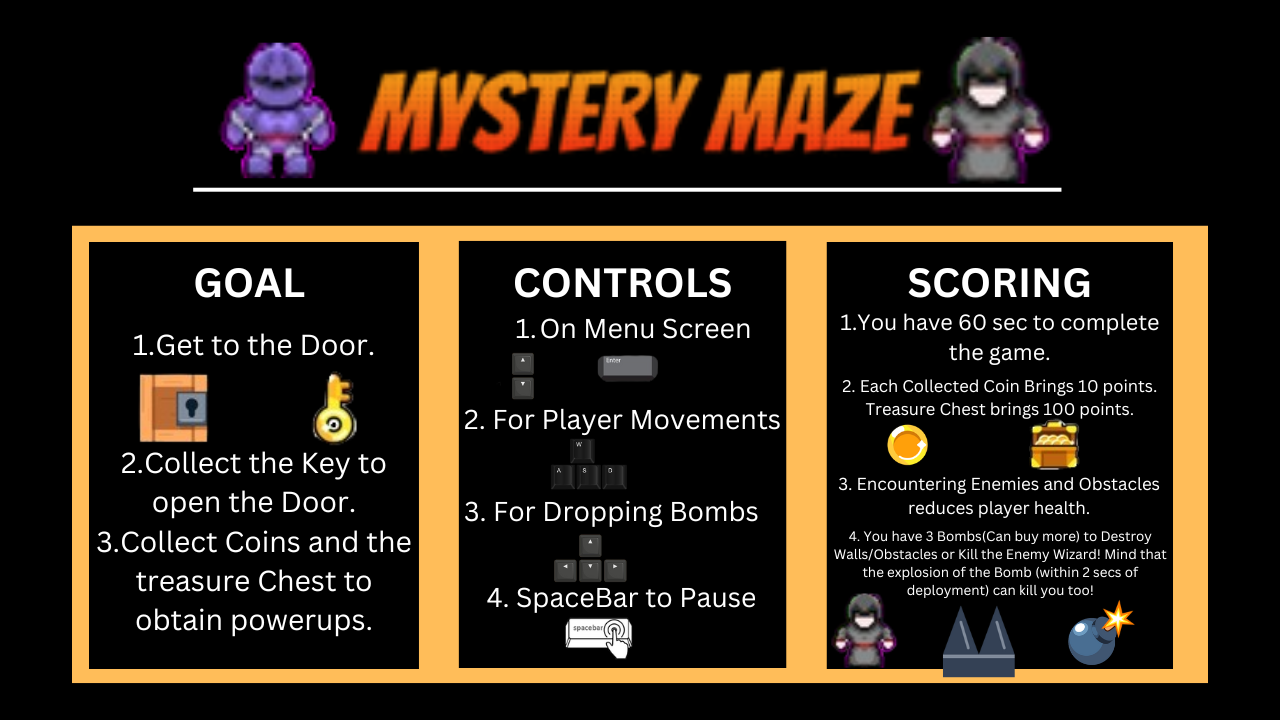 MYSTERY MAZE
GOAL
1.Get to the Door.
2.Collect the Key to
open the Door.
3.Collect Coins and the
treasure Chest to
obtain powerups.
CONTROLS
1. On Menu Screen
Enter
2. For Player Movements
W
A S D
3. For Dropping Bombs
4. SpaceBar to Pause
spacebar
SCORING
1.You have 60 sec to complete
the game.
2. Each Collected Coin Brings 10 points.
Treasure Chest brings 100 points.
3. Encountering Enemies and Obstacles
reduces player health.
4. You have 3 Bombs(Can buy more) to Destroy
Walls/Obstacles or Kill the Enemy Wizard! Mind that
the explosion of the Bomb (within 2 secs of
deployment) can kill you too!